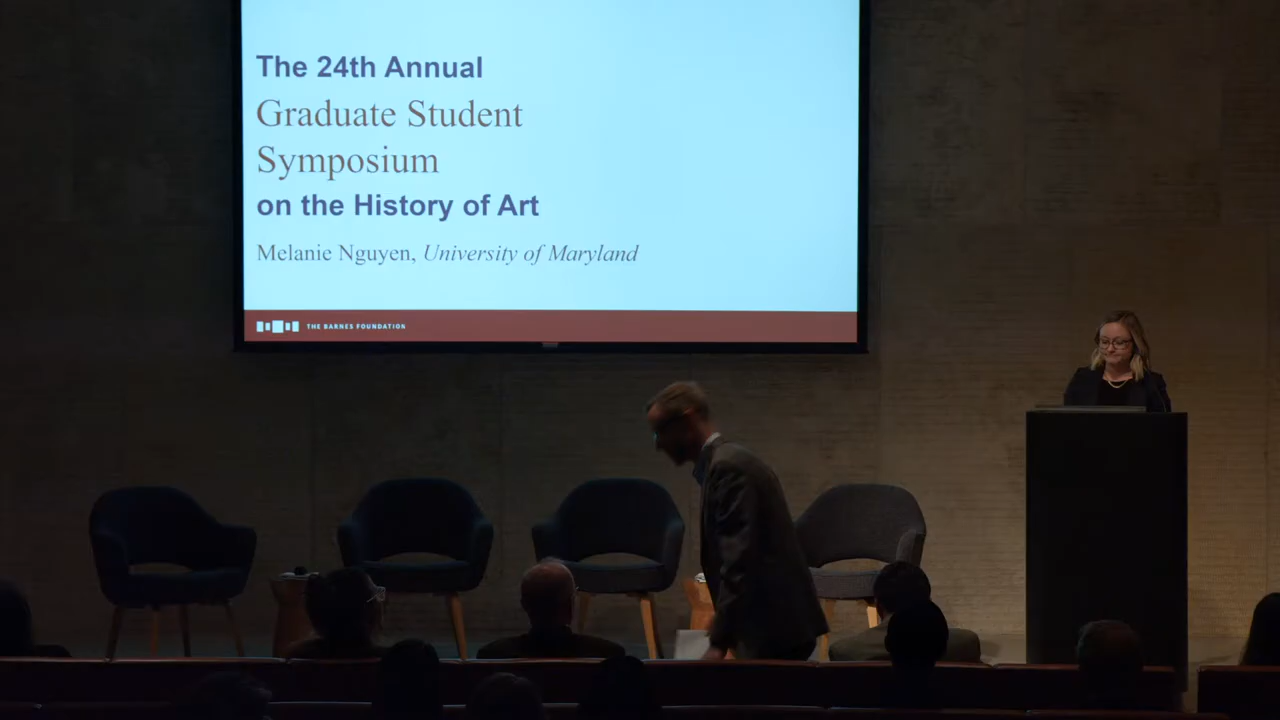 The 24th Annual
Graduate Student
Symposium
on the History of Art
Melanie Nguyen, University of Maryland
THE BARNES FOUNDATION